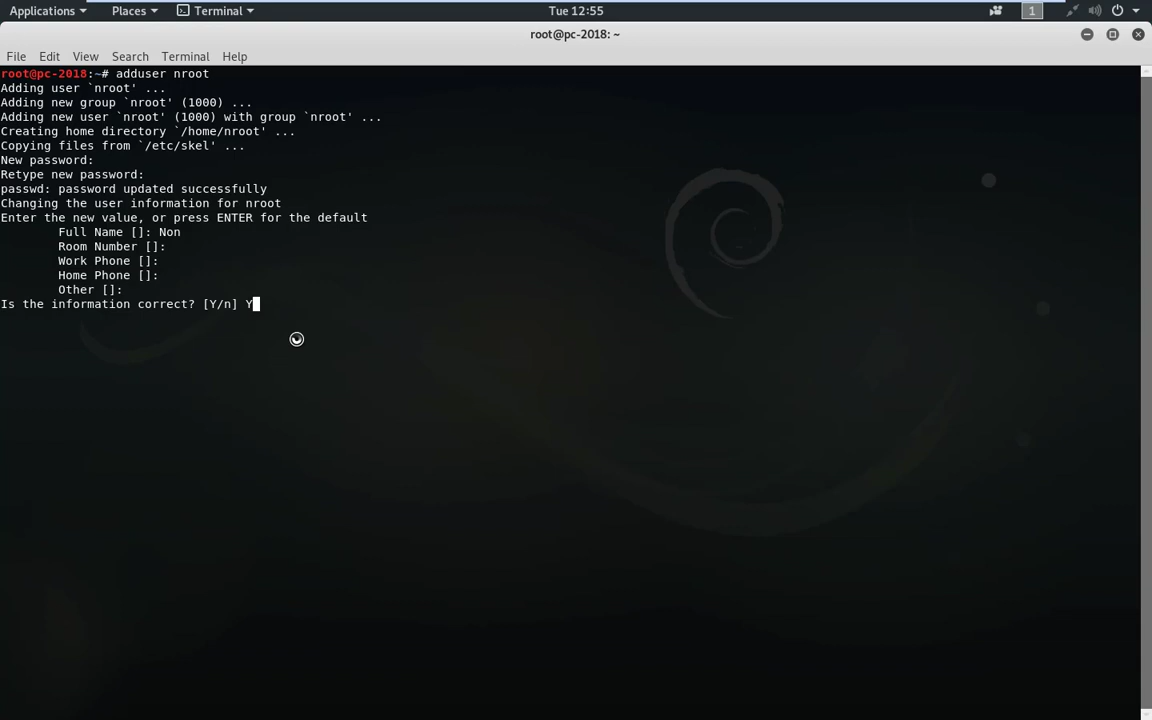 Applications Places Terminal Tue 12:55 1
root@pc-2018: ~
File Edit View Search Terminal Help
root@pc-2018:~# adduser nroot
Adding user `nroot' ...
Adding new group `nroot' (1000) ...
Adding new user `nroot' (1000) with group `nroot' ...
Creating home directory `/home/nroot' ...
Copying files from `/etc/skel' ...
New password:
Retype new password:
passwd: password updated successfully
Changing the user information for nroot
Enter the new value, or press ENTER for the default
Full Name []: Non
Room Number []:
Work Phone []:
Home Phone []:
Other []:
Is the information correct? [Y/n] Y